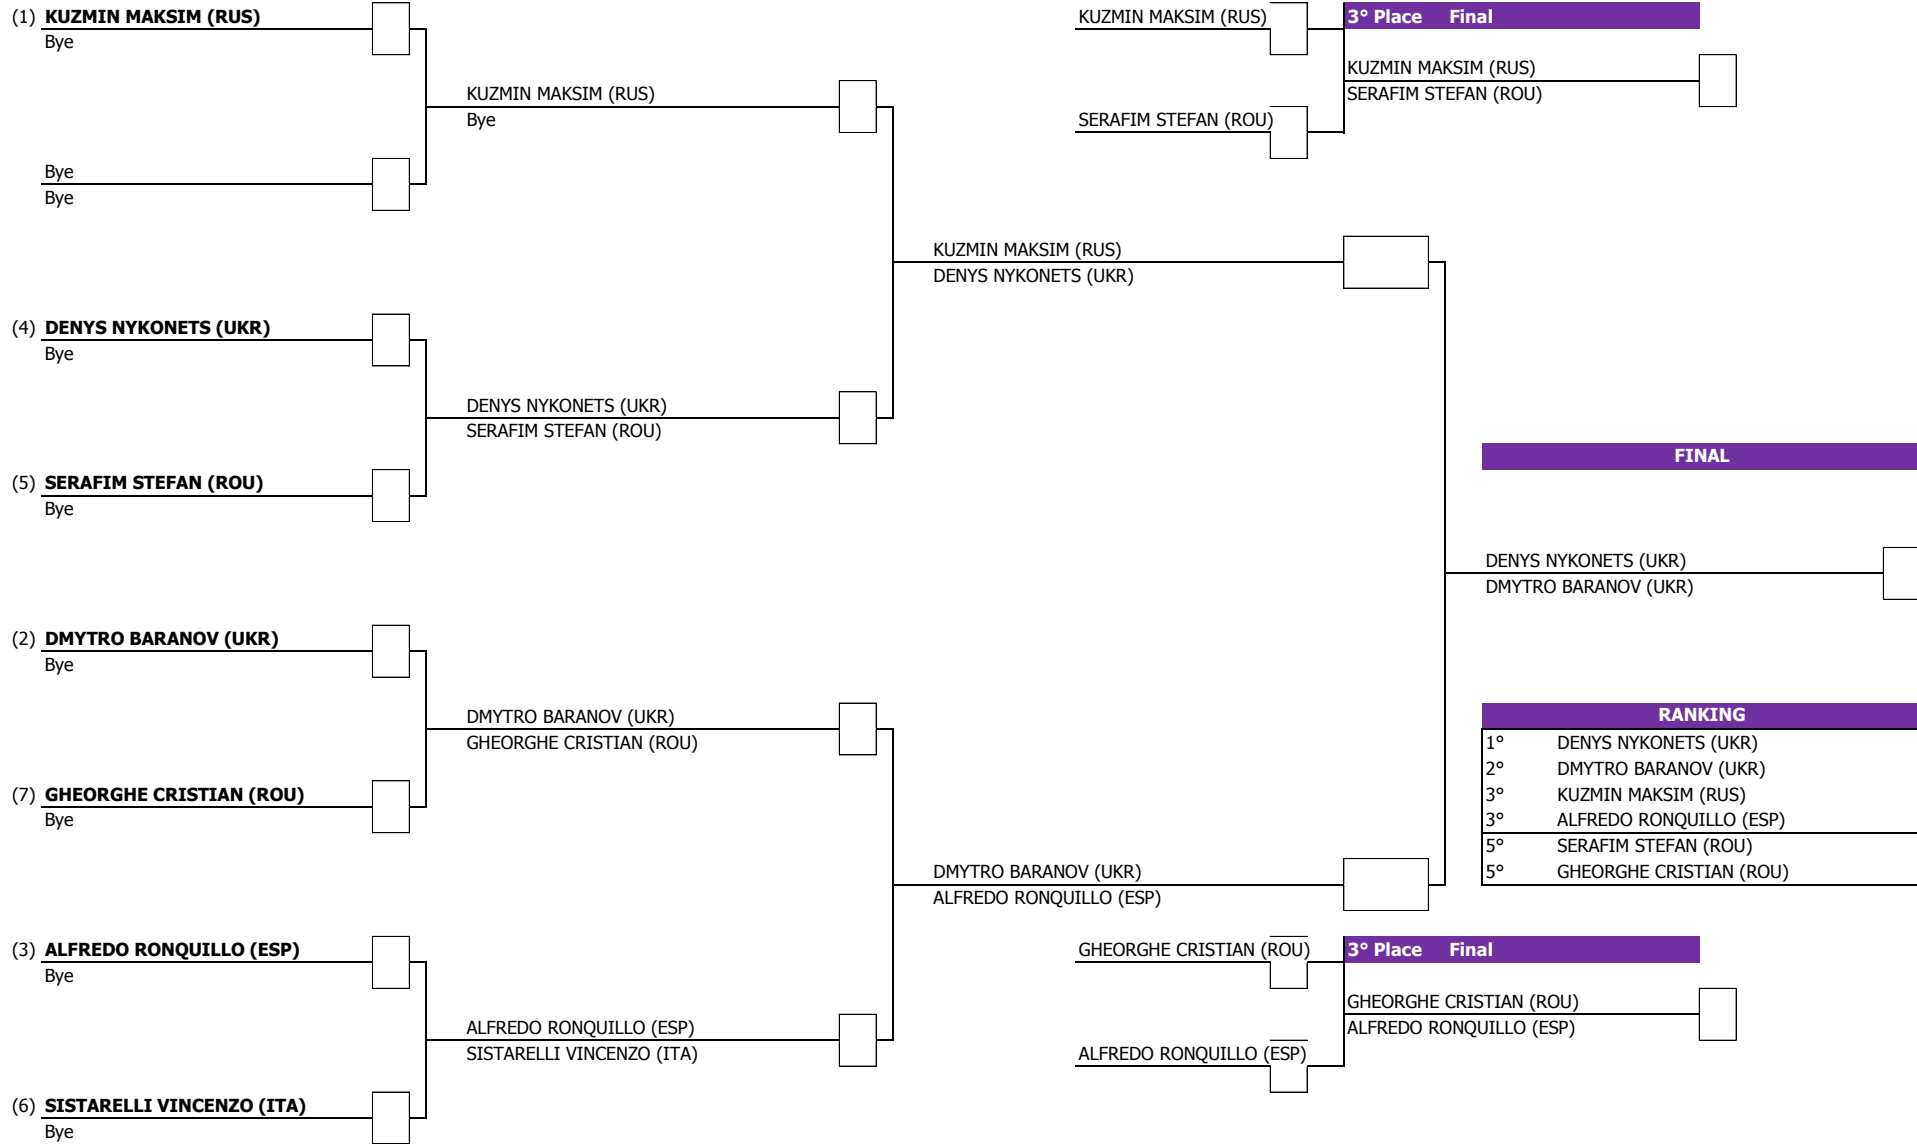 (1) KUZMIN MAKSIM (RUS)
Bye
Bye
Bye
(4) DENYS NYKONETS (UKR)
Bye
(5) SERAFIM STEFAN (ROU)
Bye
(2) DMYTRO BARANOV (UKR)
Bye
(7) GHEORGHE CRISTIAN (ROU)
Bye
(3) ALFREDO RONQUILLO (ESP)
Bye
(6) SISTARELLI VINCENZO (ITA)
Bye
KUZMIN MAKSIM (RUS)
Bye
DENYS NYKONETS (UKR)
SERAFIM STEFAN (ROU)
DMYTRO BARANOV (UKR)
GHEORGHE CRISTIAN (ROU)
ALFREDO RONQUILLO (ESP)
SISTARELLI VINCENZO (ITA)
KUZMIN MAKSIM (RUS)
DENYS NYKONETS (UKR)
DMYTRO BARANOV (UKR)
ALFREDO RONQUILLO (ESP)
KUZMIN MAKSIM (RUS)
SERAFIM STEFAN (ROU)
3° Place Final
KUZMIN MAKSIM (RUS)
SERAFIM STEFAN (ROU)
FINAL
DENYS NYKONETS (UKR)
DMYTRO BARANOV (UKR)
RANKING
1° DENYS NYKONETS (UKR)
2° DMYTRO BARANOV (UKR)
3° KUZMIN MAKSIM (RUS)
3° ALFREDO RONQUILLO (ESP)
5° SERAFIM STEFAN (ROU)
5° GHEORGHE CRISTIAN (ROU)
GHEORGHE CRISTIAN (ROU)
ALFREDO RONQUILLO (ESP)
3° Place Final
GHEORGHE CRISTIAN (ROU)
ALFREDO RONQUILLO (ESP)